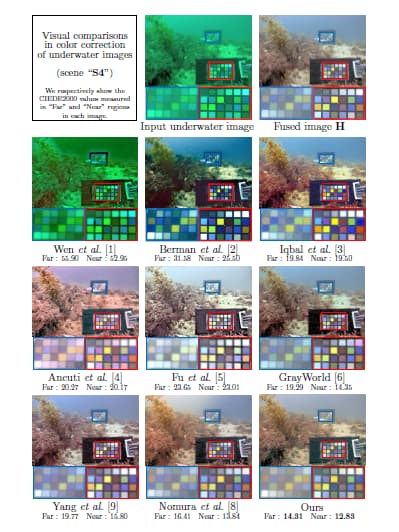 Visual comparisons
in color correction
of underwater images
(scene “S4”)
We respectively show the
CIEDE2000 values measured
in “Far” and “Near” regions
in each image.
Input underwater image
Fused image H
Wen et al. [1]
Far : 55.90 Near : 52.95
Berman et al. [2]
Far : 31.58 Near : 25.50
Iqbal et al. [3]
Far : 19.84 Near : 19.50
Ancuti et al. [4]
Far : 20.27 Near : 20.17
Fu et al. [5]
Far : 23.65 Near : 23.01
GrayWorld [6]
Far : 19.29 Near : 14.35
Yang et al. [9]
Far : 19.77 Near : 15.80
Nomura et al. [8]
Far : 16.41 Near : 13.84
Ours
Far : 14.31 Near : 12.83